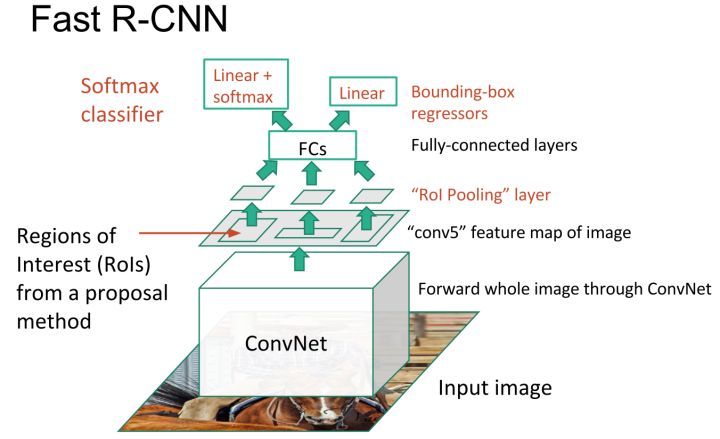 Fast R-CNN
Softmax
classifier
Linear +
softmax
Linear
Bounding-box
regressors
FCs
Fully-connected layers
“RoI Pooling” layer
Regions of
Interest (RoIs)
from a proposal
method
“conv5” feature map of image
Forward whole image through ConvNet
ConvNet
Input image